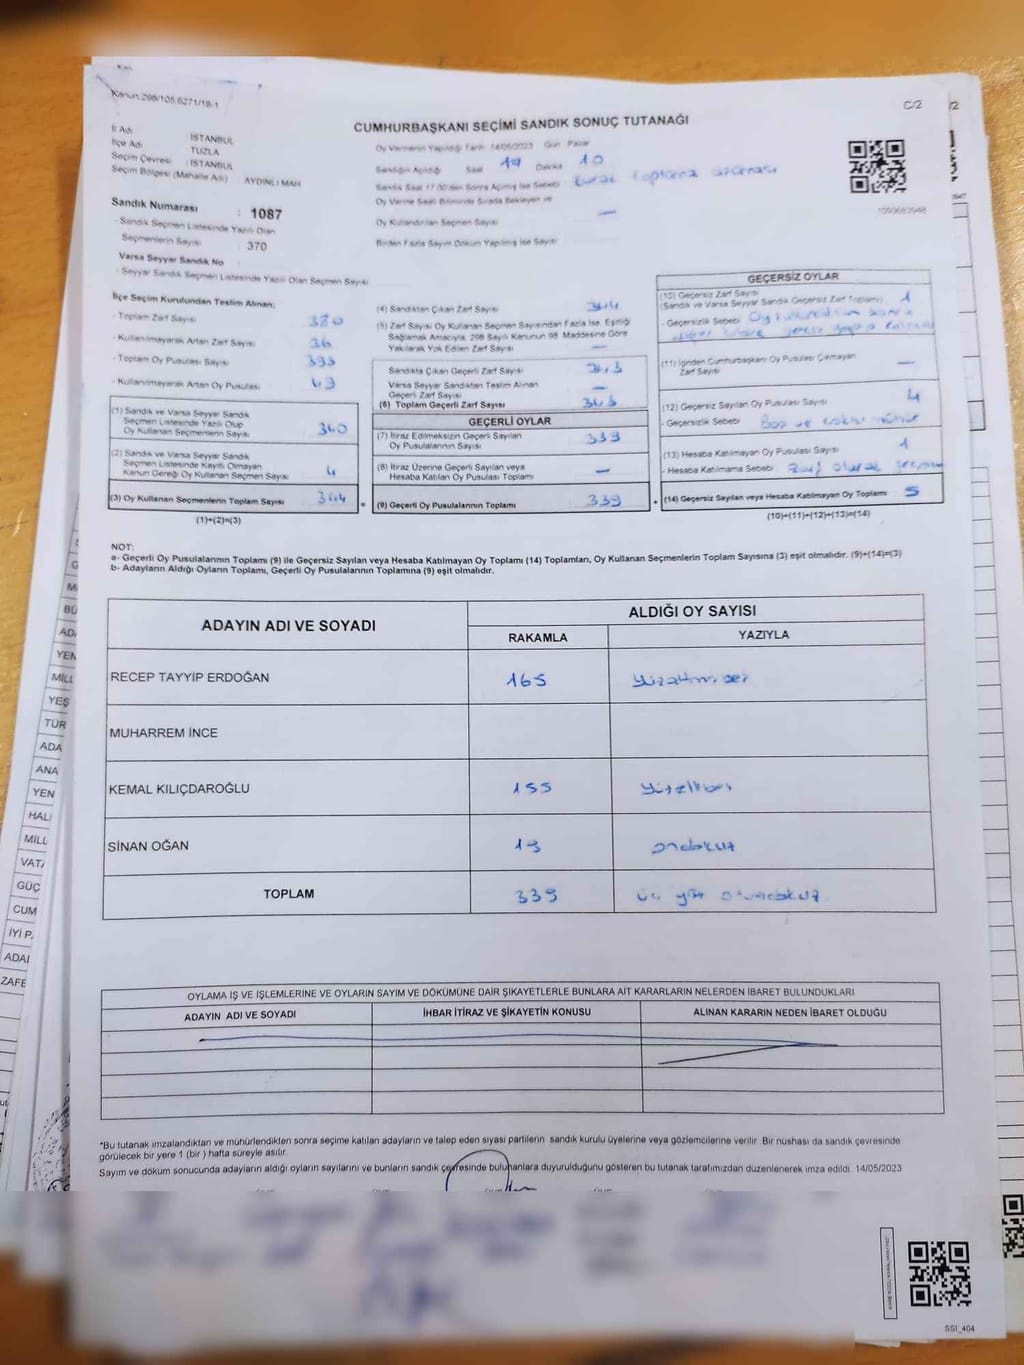 Kanun.298/105;6271/18-1
C/2
CUMHURBAŞKANI SEÇİMİ SANDIK SONUÇ TUTANAĞI
İl Adı : İSTANBUL
İlçe Adı : TUZLA
Seçim Çevresi : İSTANBUL
Seçim Bölgesi (Mahalle Adı) : AYDINLI MAH
Sandık Numarası : 1087
- Sandık Seçmen Listesinde Yazılı Olan
Seçmenlerin Sayısı : 370
Varsa Seyyar Sandık No
- Seyyar Sandık Seçmen Listesinde Yazılı Olan Seçmen Sayısı
Oy Vermenin Yapıldığı Tarih 14/05/2023 Gün Pazar
Sandığın Açıldığı Saat 17 Dakika 10
Sandık Saat 17.00'den Sonra Açılmış İse Sebebi
Oy Verme Saati Bitiminde Sırada Bekleyen ve
Oy Kullandırılan Seçmen Sayısı —
Birden Fazla Sayım Döküm Yapılmış İse Sayısı
1090683948
İlçe Seçim Kurulundan Teslim Alınan;
- Toplam Zarf Sayısı 380
- Kullanılmayarak Artan Zarf Sayısı 36
- Toplam Oy Pusulası Sayısı 393
- Kullanılmayarak Artan Oy Pusulası 49
(1) Sandık ve Varsa Seyyar Sandık
Seçmen Listesinde Yazılı Olup
Oy Kullanan Seçmenlerin Sayısı 340
(2) Sandık ve Varsa Seyyar Sandık
Seçmen Listesinde Kayıtlı Olmayan
Kanun Gereği Oy Kullanan Seçmen Sayısı 4
(3) Oy Kullanan Seçmenlerin Toplam Sayısı 344
(1)+(2)=(3)
(4) Sandıktan Çıkan Zarf Sayısı 344
(5) Zarf Sayısı Oy Kullanan Seçmen Sayısından Fazla İse, Eşitliği
Sağlamak Amacıyla, 298 Sayılı Kanunun 98. Maddesine Göre
Yakılarak Yok Edilen Zarf Sayısı —
Sandıkta Çıkan Geçerli Zarf Sayısı 343
Varsa Seyyar Sandıktan Teslim Alınan
Geçerli Zarf Sayısı —
(6) Toplam Geçerli Zarf Sayısı 343
GEÇERLİ OYLAR
(7) İtiraz Edilmeksizin Geçerli Sayılan
Oy Pusulalarının Sayısı 339
(8) İtiraz Üzerine Geçerli Sayılan veya
Hesaba Katılan Oy Pusulası Toplamı —
(9) Geçerli Oy Pusulalarının Toplamı 339
GEÇERSİZ OYLAR
(10) Geçersiz Zarf Sayısı
(Sandık ve Varsa Seyyar Sandık Geçersiz Zarf Toplamı) 1
- Geçersizlik Sebebi:
(11) İçinden Cumhurbaşkanı Oy Pusulası Çıkmayan
Zarf Sayısı —
(12) Geçersiz Sayılan Oy Pusulası Sayısı 4
- Geçersizlik Sebebi: Boş ve
(13) Hesaba Katılmayan Oy Pusulası Sayısı 1
- Hesaba Katılmama Sebebi olarak
(14) Geçersiz Sayılan veya Hesaba Katılmayan Oy Toplamı 5
(10)+(11)+(12)+(13)=(14)
NOT:
a- Geçerli Oy Pusulalarının Toplamı (9) ile Geçersiz Sayılan veya Hesaba Katılmayan Oy Toplamı (14) Toplamları, Oy Kullanan Seçmenlerin Toplam Sayısına (3) eşit olmalıdır. (9)+(14)=(3)
b- Adayların Aldığı Oyların Toplamı, Geçerli Oy Pusulalarının Toplamına (9) eşit olmalıdır.
ADAYIN ADI VE SOYADI
ALDIĞI OY SAYISI
RAKAMLA YAZIYLA
RECEP TAYYİP ERDOĞAN 165 yüzaltmışbeş
MUHARREM İNCE
KEMAL KILIÇDAROĞLU 155 yüzellibeş
SİNAN OĞAN 19 ondokuz
TOPLAM 339 üç yüz otuzdokuz
OYLAMA İŞ VE İŞLEMLERİNE VE OYLARIN SAYIM VE DÖKÜMÜNE DAİR ŞİKAYETLERLE BUNLARA AİT KARARLARIN NELERDEN İBARET BULUNDUKLARI
ADAYIN ADI VE SOYADI İHBAR İTİRAZ VE ŞİKAYETİN KONUSU ALINAN KARARIN NEDEN İBARET OLDUĞU
*Bu tutanak imzalandıktan ve mühürlendikten sonra seçime katılan adayların ve talep eden siyasi partilerin sandık kurulu üyelerine veya gözlemcilerine verilir. Bir nushası da sandık çevresinde
görülecek bir yere 1 (bir ) hafta süreyle asılır.
Sayım ve döküm sonucunda adayların aldığı oyların sayılarını ve bunların sandık çevresinde bulunanlara duyurulduğunu gösteren bu tutanak tarafımızdan düzenlenerek imza edildi. 14/05/2023
SSI_404